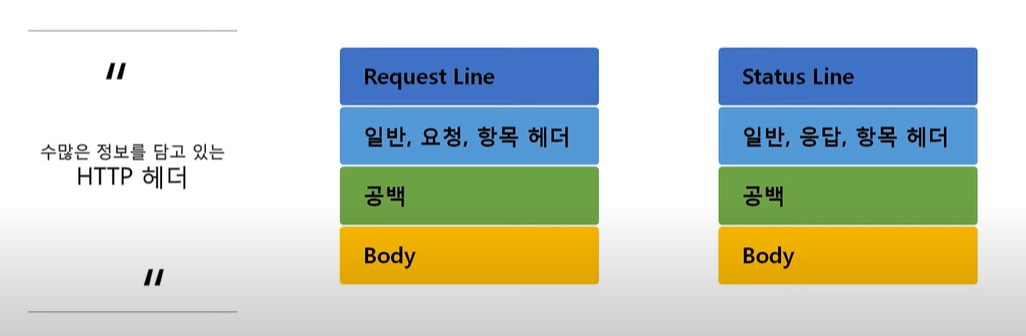 "
수많은 정보를 담고 있는
HTTP 헤더
"
Request Line
일반, 요청, 항목 헤더
공백
Body
Status Line
일반, 응답, 항목 헤더
공백
Body